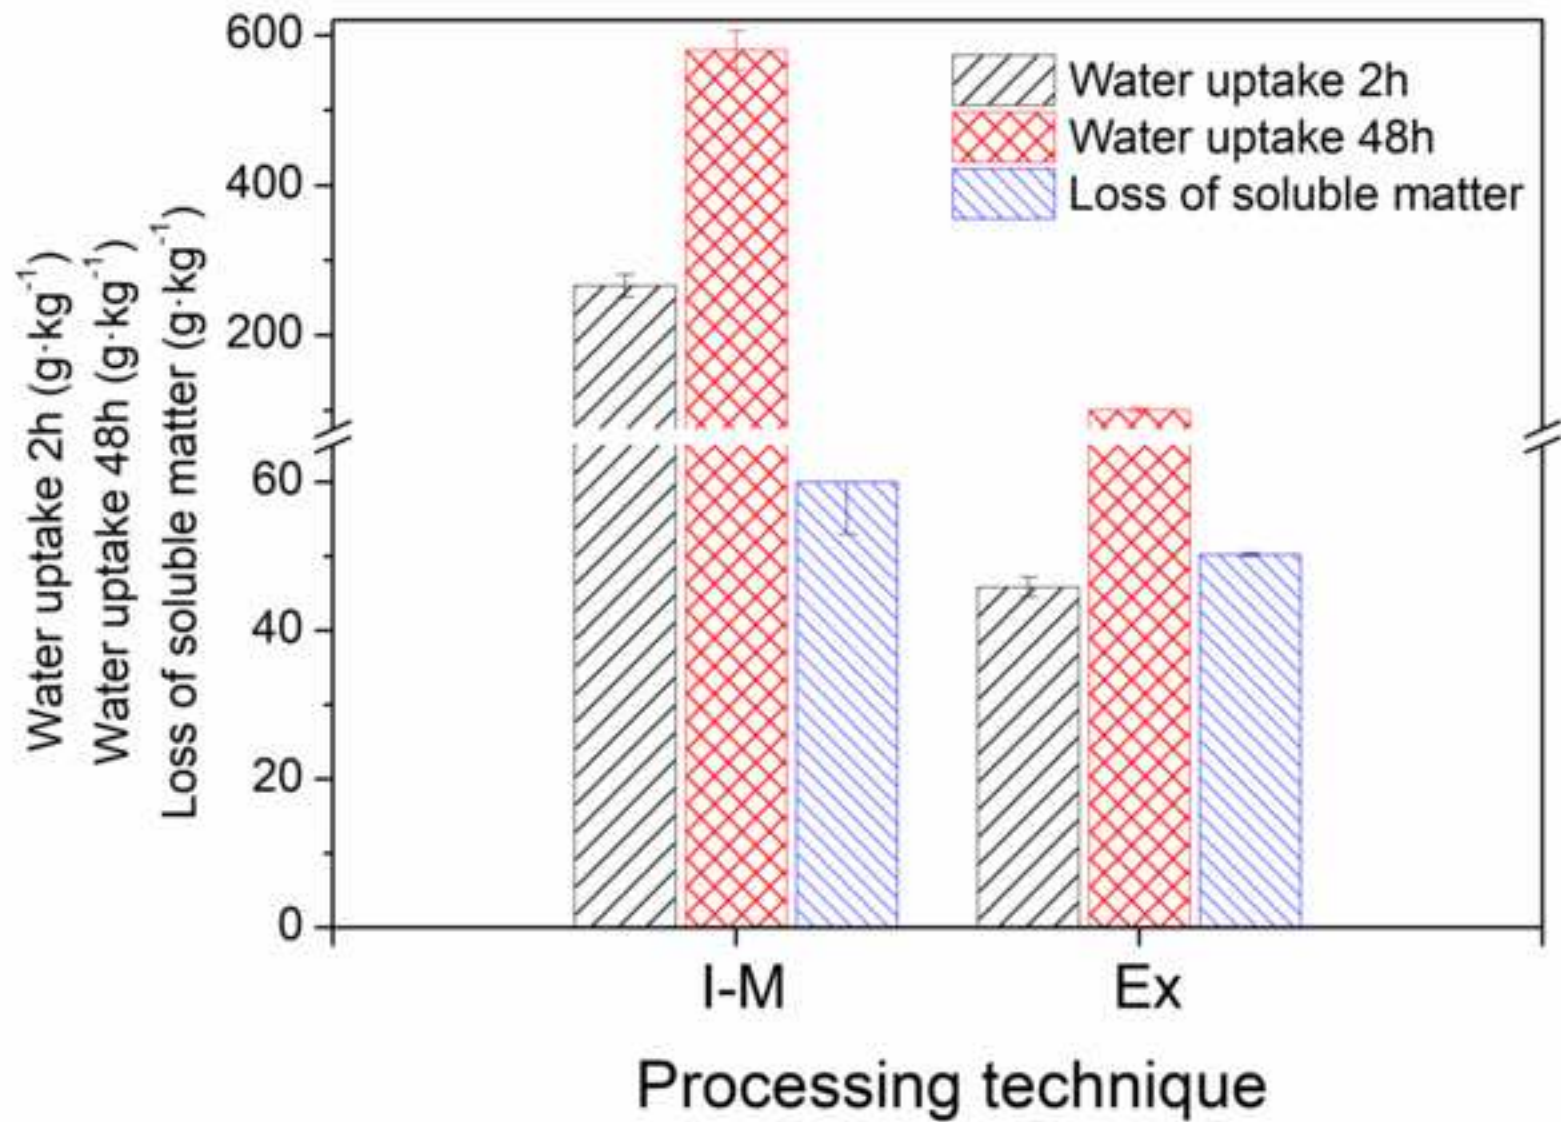 Water uptake 2h (g·kg⁻¹)
Water uptake 48h (g·kg⁻¹)
Loss of soluble matter (g·kg⁻¹)
600
400
200
60
40
20
0
Water uptake 2h
Water uptake 48h
Loss of soluble matter
I-M
Ex
Processing technique